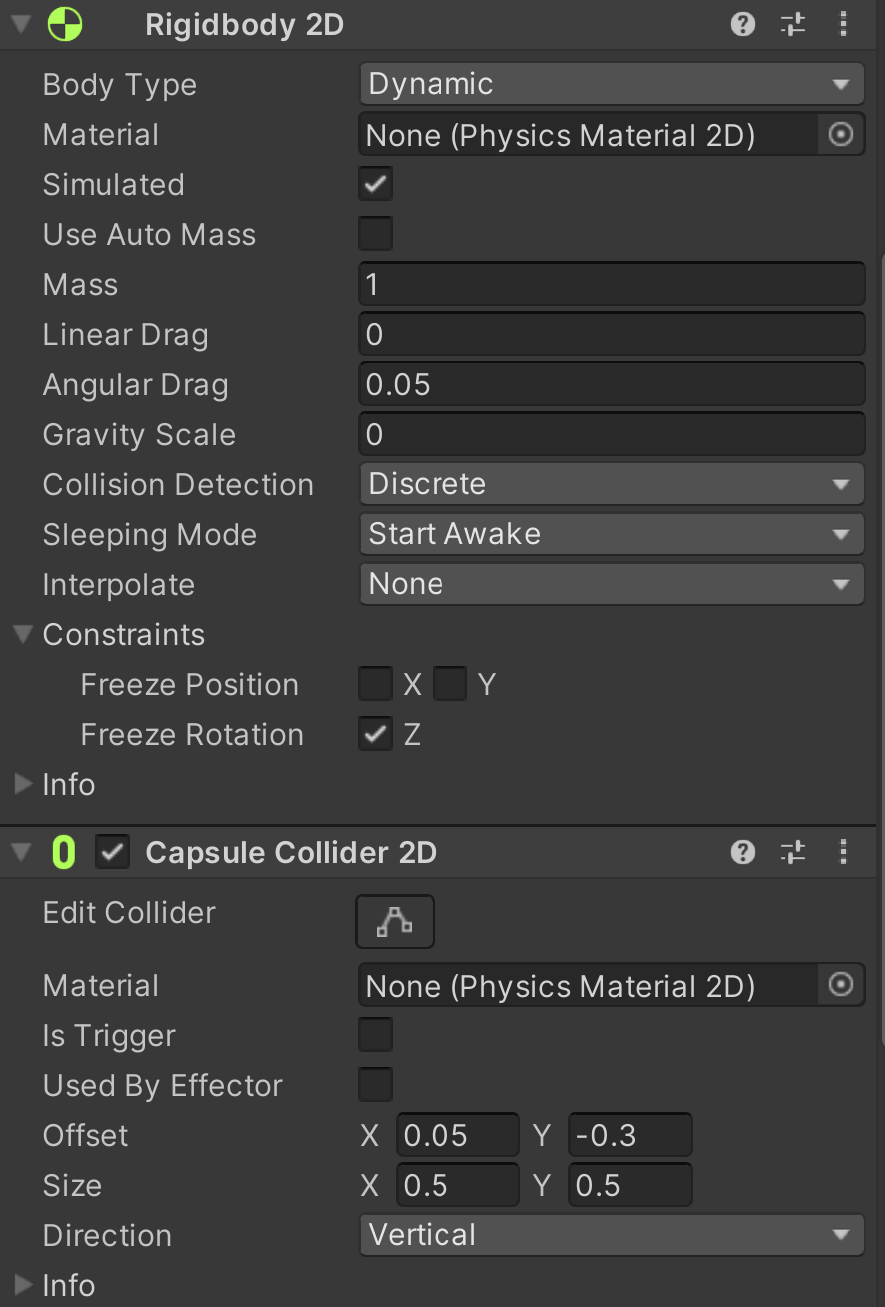 Rigidbody 2D
Body Type Dynamic
Material None (Physics Material 2D)
Simulated
Use Auto Mass
Mass 1
Linear Drag 0
Angular Drag 0.05
Gravity Scale 0
Collision Detection Discrete
Sleeping Mode Start Awake
Interpolate None
Constraints
Freeze Position X Y
Freeze Rotation Z
Info
Capsule Collider 2D
Edit Collider
Material None (Physics Material 2D)
Is Trigger
Used By Effector
Offset X 0.05 Y -0.3
Size X 0.5 Y 0.5
Direction Vertical
Info